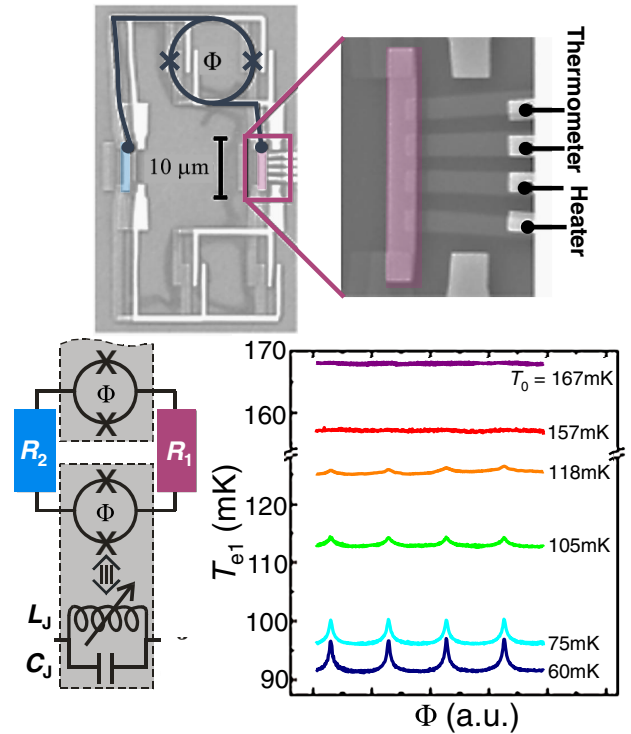 Φ
10 μm
Thermometer
Heater
Φ
R2
R1
Φ
LJ
CJ
170
160
120
110
100
90
Te1 (mK)
T0 = 167mK
157mK
118mK
105mK
75mK
60mK
Φ (a.u.)